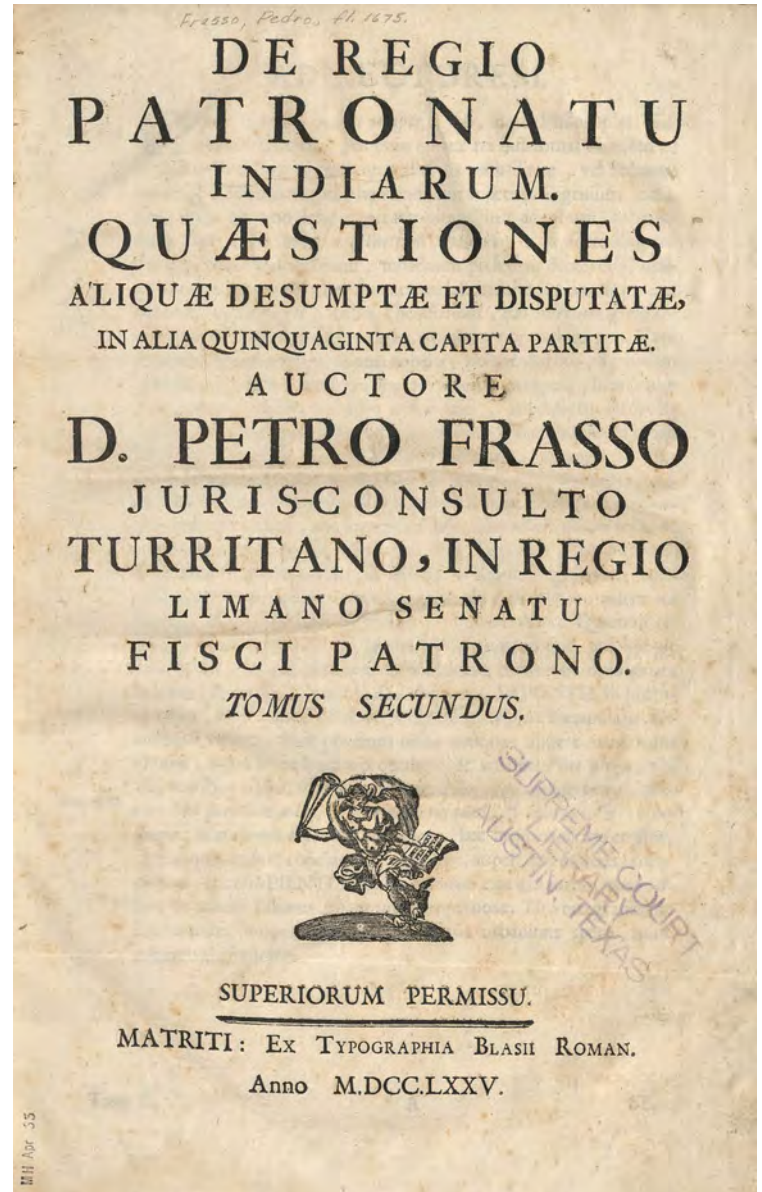 Frasso, Pedro, fl. 1675.
DE REGIO
PATRONATU
INDIARUM.
QUÆSTIONES
ALIQUÆ DESUMPTÆ ET DISPUTATÆ,
IN ALIA QUINQUAGINTA CAPITA PARTITÆ.
AUCTORE
D. PETRO FRASSO
JURIS-CONSULTO
TURRITANO, IN REGIO
LIMANO SENATU
FISCI PATRONO.
TOMUS SECUNDUS.
SUPREME COURT
LIBRARY
AUSTIN, TEXAS
SUPERIORUM PERMISSU.
MATRITI: Ex Typographia Blasii Roman.
Anno M.DCC.LXXV.
Apr 55